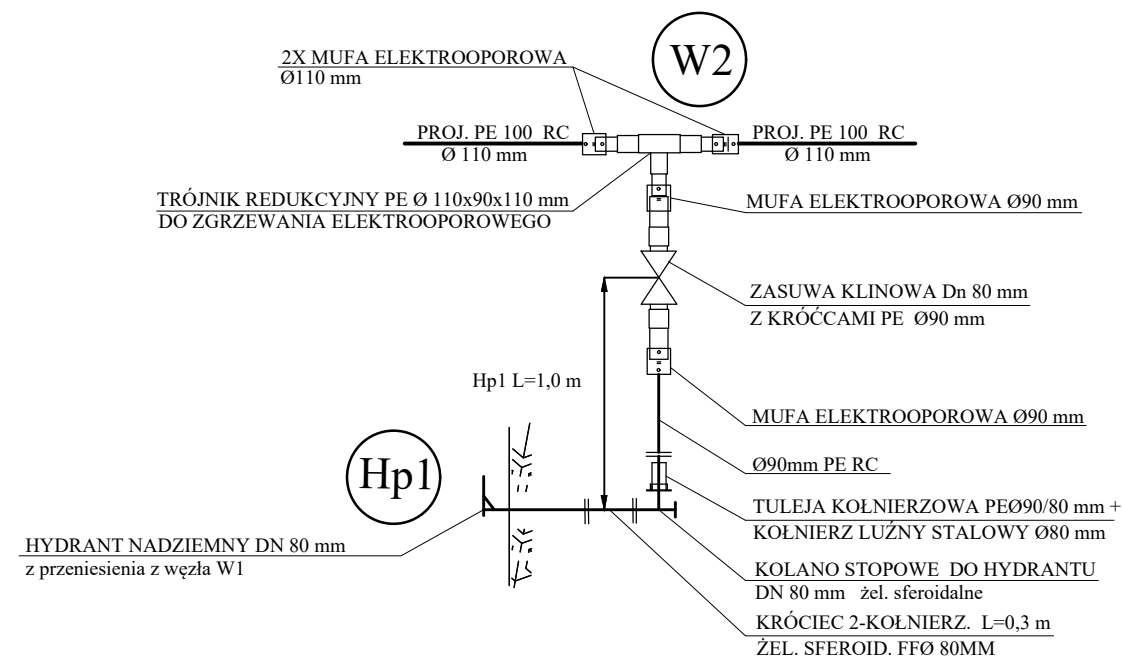 W2
2X MUFA ELEKTROOPOROWA
Ø110 mm
PROJ. PE 100 RC
Ø 110 mm
PROJ. PE 100 RC
Ø 110 mm
TRÓJNIK REDUKCYJNY PE Ø 110x90x110 mm
DO ZGRZEWANIA ELEKTROOPOROWEGO
MUFA ELEKTROOPOROWA Ø90 mm
ZASUWA KLINOWA Dn 80 mm
Z KRÓĆCAMI PE Ø90 mm
Hp1 L=1,0 m
MUFA ELEKTROOPOROWA Ø90 mm
Hp1
Ø90mm PE RC
TULEJA KOŁNIERZOWA PEØ90/80 mm +
KOŁNIERZ LUŹNY STALOWY Ø80 mm
HYDRANT NADZIEMNY DN 80 mm
z przeniesienia z węzła W1
KOLANO STOPOWE DO HYDRANTU
DN 80 mm żel. sferoidalne
KRÓCIEC 2-KOŁNIERZ. L=0,3 m
ŻEL. SFEROID. FFØ 80MM